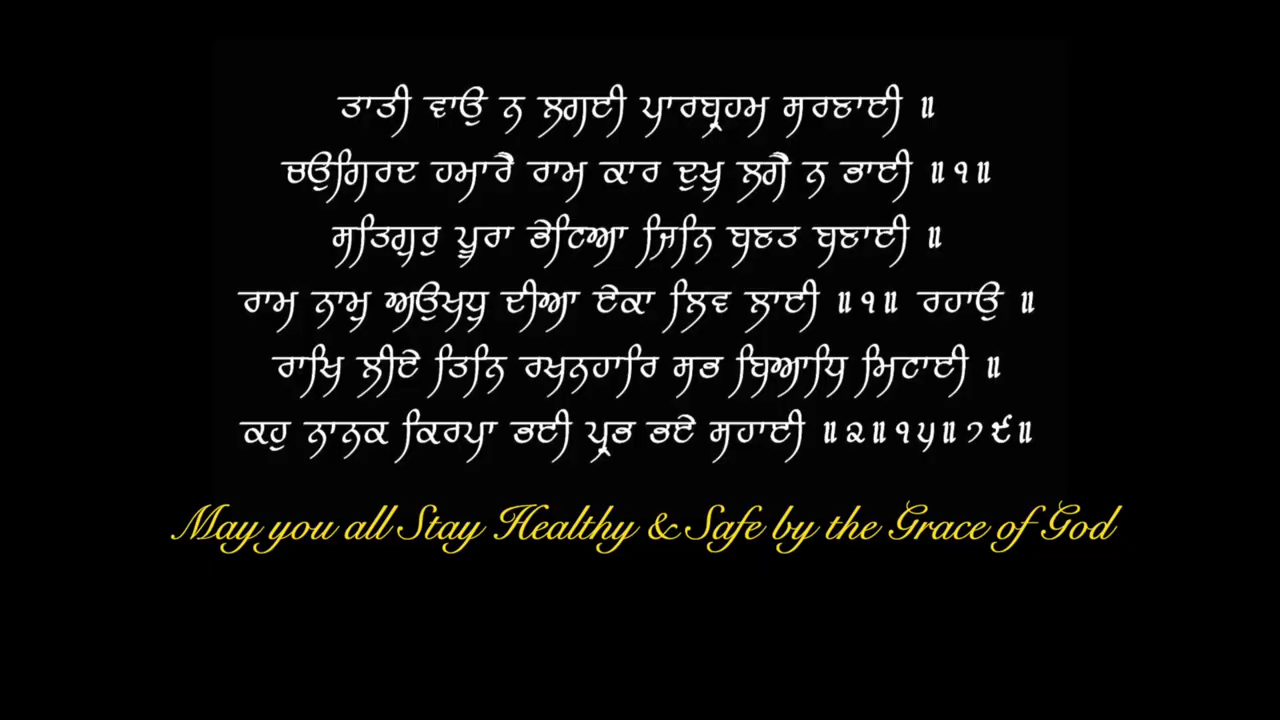 ਤਾਤੀ ਵਾਉ ਨ ਲਗਈ ਪਾਰਬ੍ਰਹਮ ਸਰਣਾਈ ॥
ਚਉਗਿਰਦ ਹਮਾਰੈ ਰਾਮ ਕਾਰ ਦੁਖੁ ਲਗੈ ਨ ਭਾਈ ॥੧॥
ਸਤਿਗੁਰੁ ਪੂਰਾ ਭੇਟਿਆ ਜਿਨਿ ਬਣਤ ਬਣਾਈ ॥
ਰਾਮ ਨਾਮੁ ਅਉਖਧੁ ਦੀਆ ਏਕਾ ਲਿਵ ਲਾਈ ॥੧॥ ਰਹਾਉ ॥
ਰਾਖਿ ਲੀਏ ਤਿਨਿ ਰਖਨਹਾਰਿ ਸਭ ਬਿਆਧਿ ਮਿਟਾਈ ॥
ਕਹੁ ਨਾਨਕ ਕਿਰਪਾ ਭਈ ਪ੍ਰਭ ਭਏ ਸਹਾਈ ॥੨॥੧੫॥੭੯॥
May you all Stay Healthy & Safe by the Grace of God